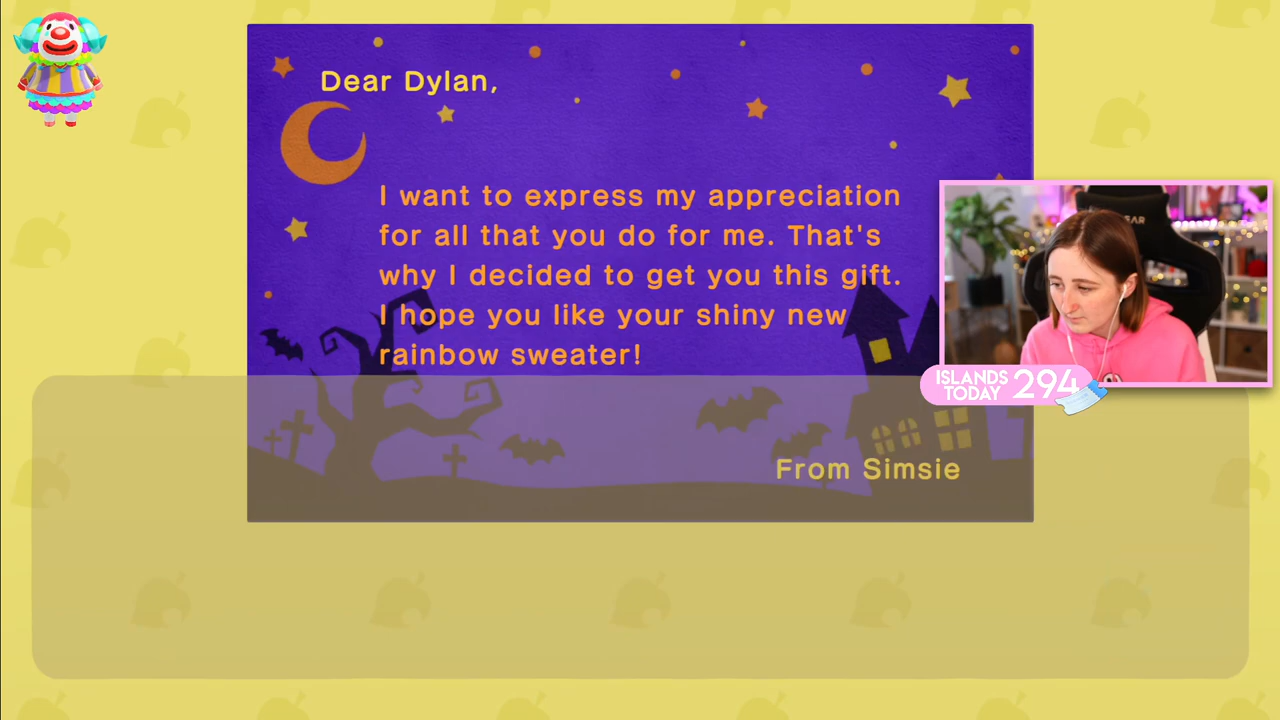 Dear Dylan,
I want to express my appreciation
for all that you do for me. That's
why I decided to get you this gift.
I hope you like your shiny new
rainbow sweater!
From Simsie
ISLANDS
TODAY 294